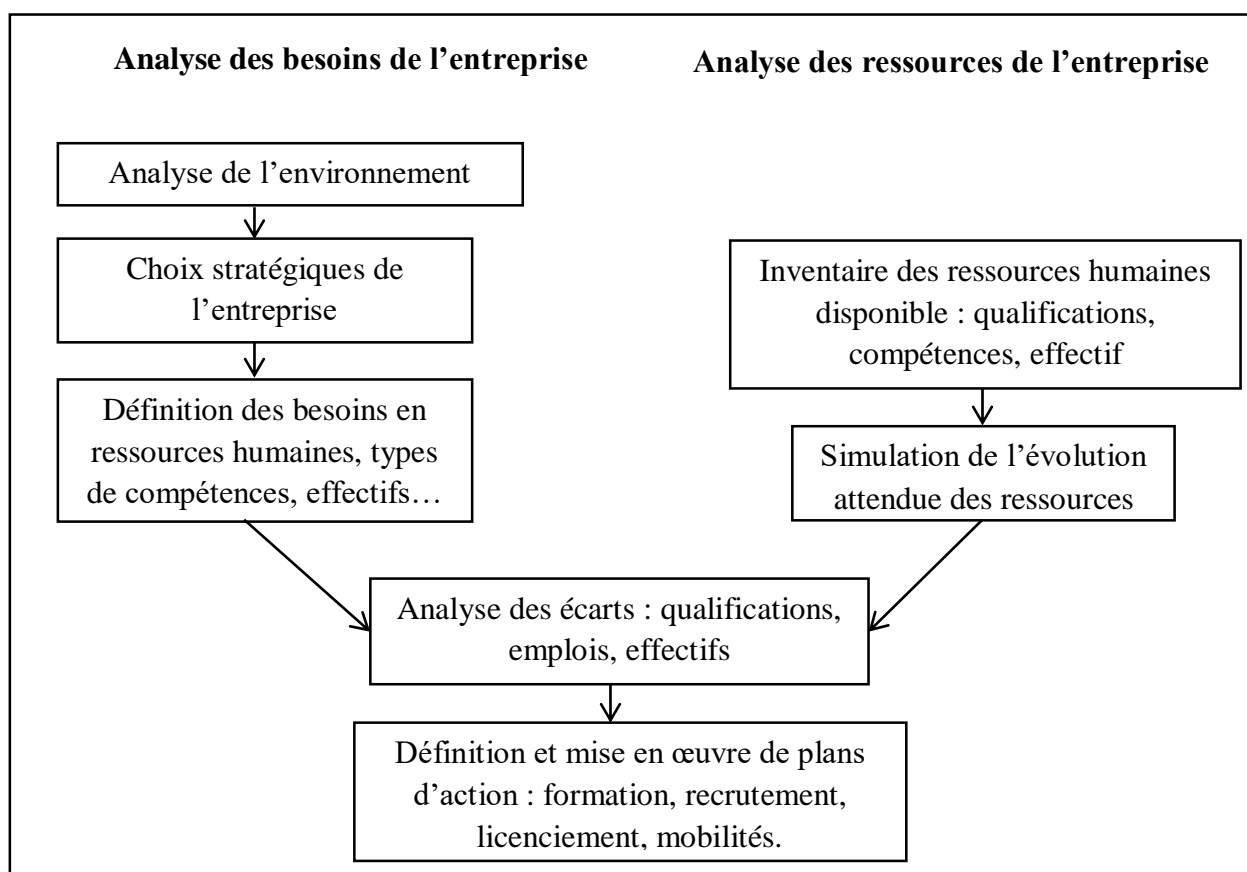 Analyse des besoins de l’entreprise
Analyse des ressources de l’entreprise
Analyse de l’environnement
Choix stratégiques de
l’entreprise
Définition des besoins en
ressources humaines, types
de compétences, effectifs…
Inventaire des ressources humaines
disponible : qualifications,
compétences, effectif
Simulation de l’évolution
attendue des ressources
Analyse des écarts : qualifications,
emplois, effectifs
Définition et mise en œuvre de plans
d’action : formation, recrutement,
licenciement, mobilités.